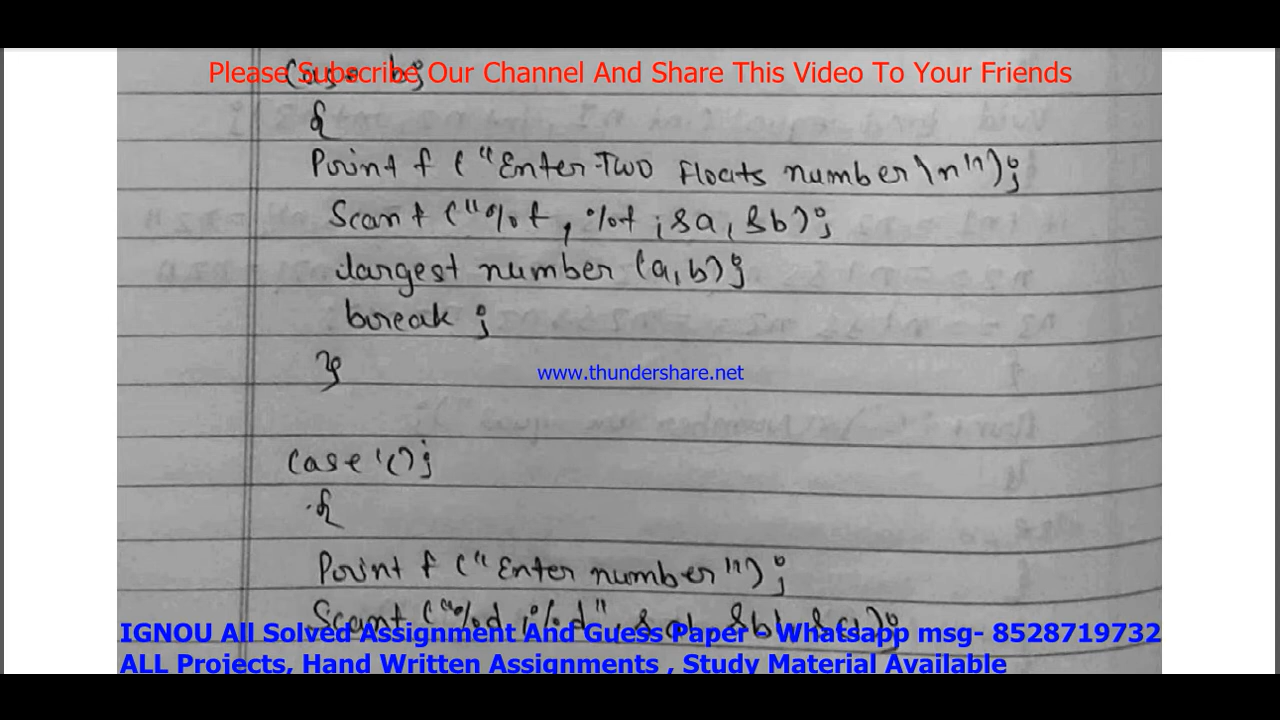 Please Subscribe Our Channel And Share This Video To Your Friends
{
Print f ("Enter Two Floats number \n");
Scanf ("%f, %f ; &a, &b);
largest number (a, b);
break ;
}
www.thundershare.net
Case 'C');
{
Print f ("Enter number");
Scanf ("%d ;%d"
IGNOU All Solved Assignment And Guess Paper - Whatsapp msg- 8528719732
ALL Projects, Hand Written Assignments , Study Material Available